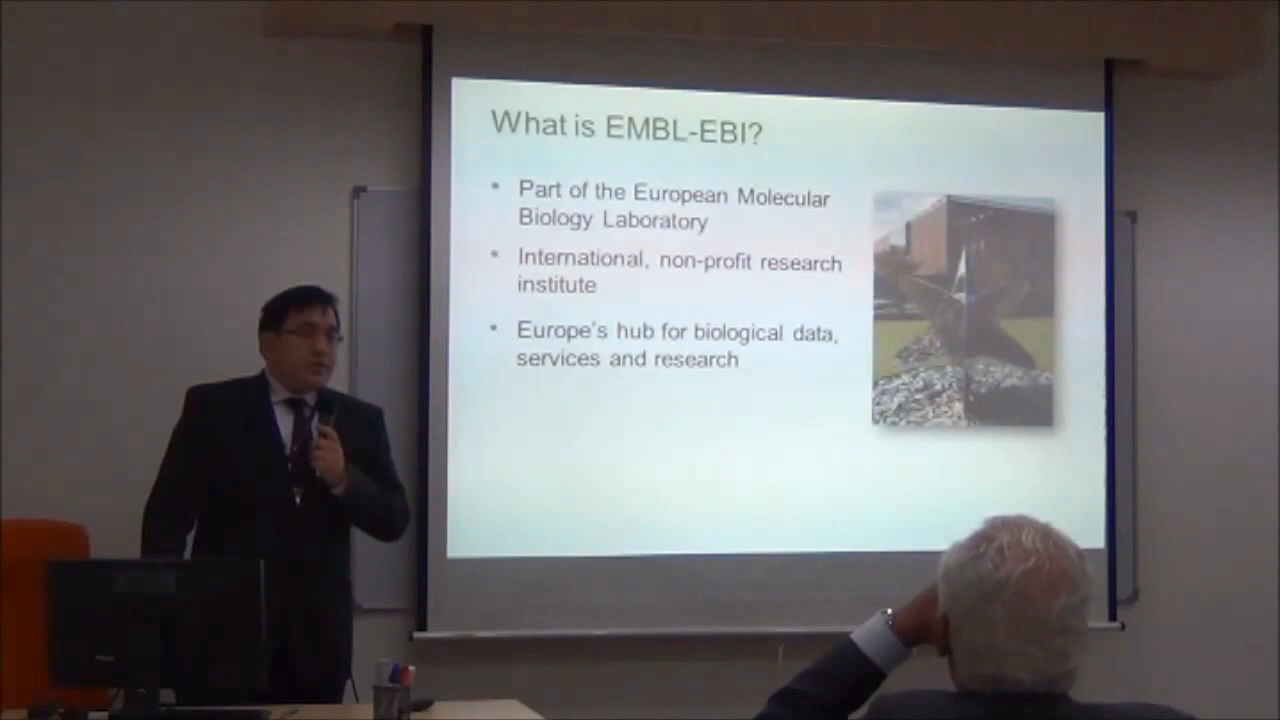 What is EMBL-EBI?
• Part of the European Molecular
Biology Laboratory
• International, non-profit research
institute
• Europe's hub for biological data,
services and research